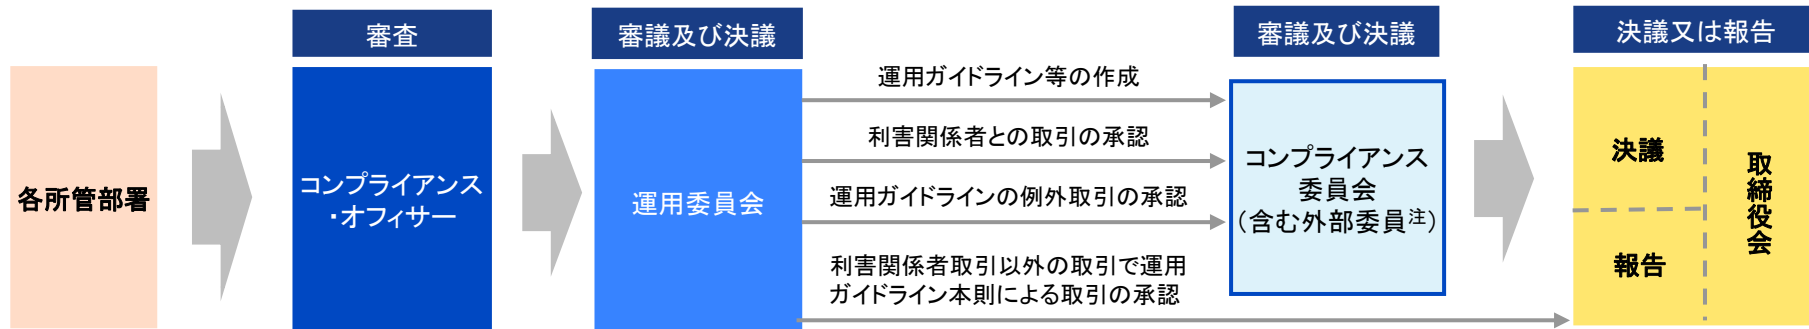 審査
審議及び決議
審議及び決議
決議又は報告
各所管部署
コンプライアンス
・オフィサー
運用委員会
運用ガイドライン等の作成
利害関係者との取引の承認
運用ガイドラインの例外取引の承認
利害関係者取引以外の取引で運用
ガイドライン本則による取引の承認
コンプライアンス
委員会
（含む外部委員注）
決議
報告
取締役会